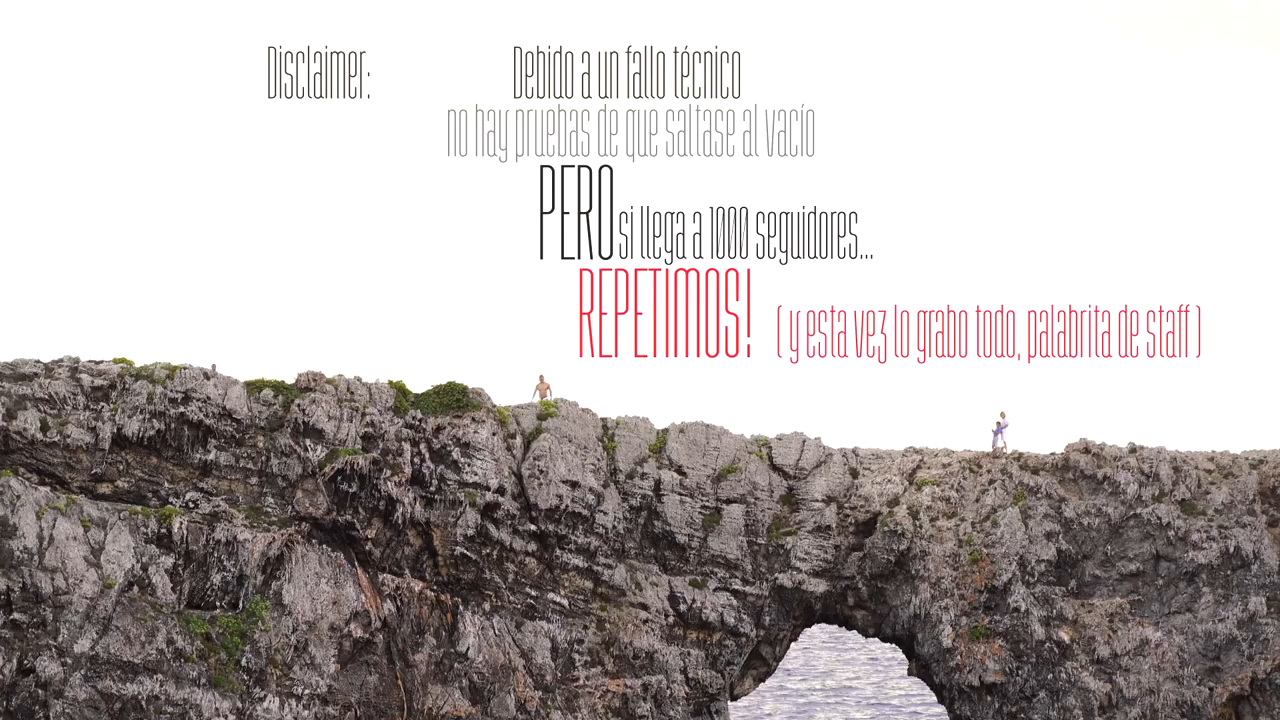 Disclaimer: Debido a un fallo técnico
no hay pruebas de que saltase al vacío
PERO si llega a 1000 seguidores...
REPETIMOS! ( y esta vez lo grabo todo, palabrita de staff )